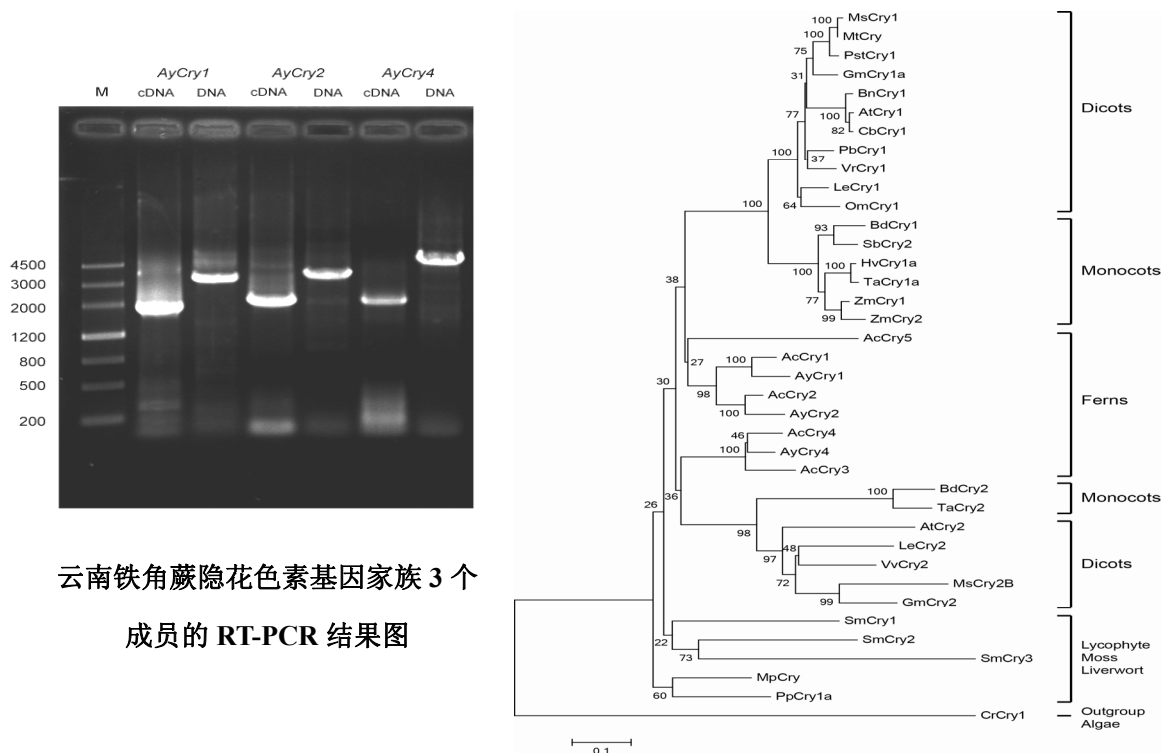 AyCry1 AyCry2 AyCry4
M cDNA DNA cDNA DNA cDNA DNA
4500
3000
2000
1200
800
500
200
云南铁角蕨隐花色素基因家族 3 个
成员的 RT-PCR 结果图
100 MsCry1
100 MtCry
75 PstCry1
31 GmCry1a
BnCry1
77 100 AtCry1
82 CbCry1
100 PbCry1
37 VrCry1
LeCry1
100 64 OmCry1
Dicots
93 BdCry1
SbCry2
100 100 HvCry1a
TaCry1a
77 ZmCry1
99 ZmCry2
Monocots
38
AcCry5
27 100 AcCry1
AyCry1
30 98 AcCry2
100 AyCry2
46 AcCry4
100 AyCry4
AcCry3
Ferns
26 36 100 BdCry2
TaCry2
Monocots
98 AtCry2
97 48 LeCry2
VvCry2
72 MsCry2B
99 GmCry2
Dicots
SmCry1
22 SmCry2
73 SmCry3
MpCry
60 PpCry1a
Lycophyte
Moss
Liverwort
CrCry1
Outgroup
Algae
0.1